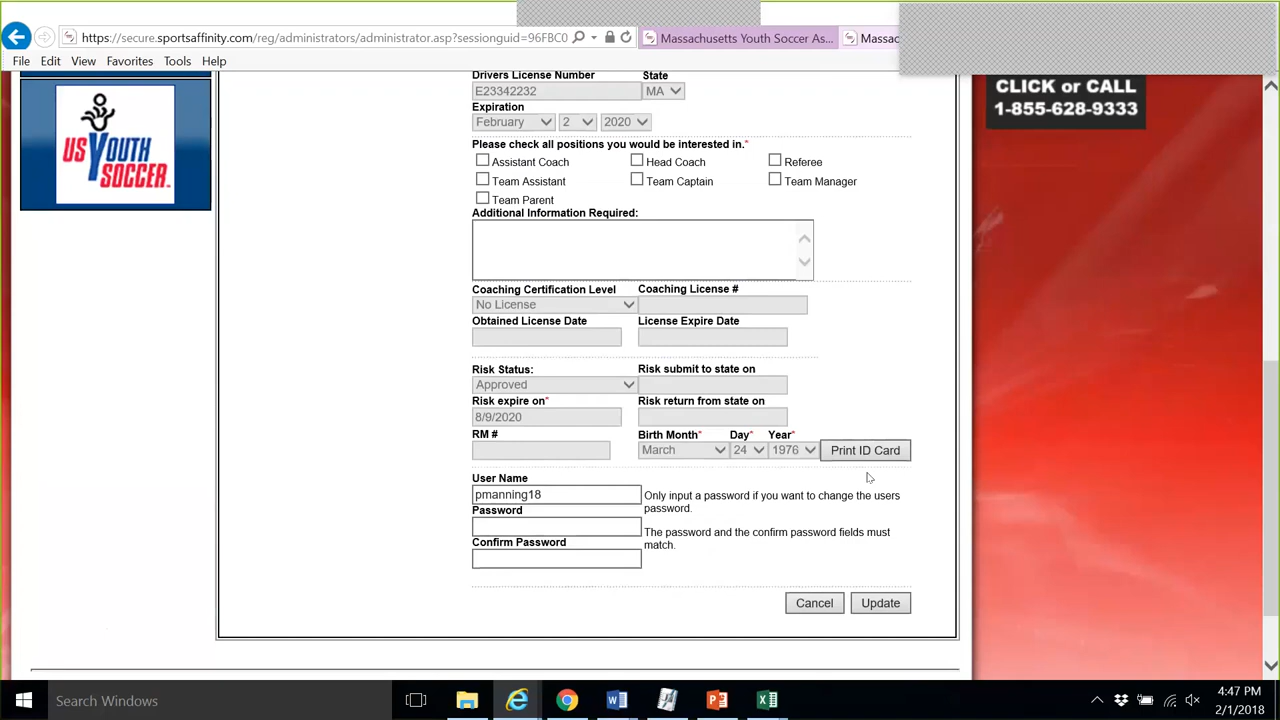 https://secure.sportsaffinity.com/reg/administrators/administrator.asp?sessionguid=96FBC0
Massachusetts Youth Soccer As...
Massac
File Edit View Favorites Tools Help
US YOUTH SOCCER
CLICK or CALL
1-855-628-9333
Drivers License Number State
E23342232 MA
Expiration
February 2 2020
Please check all positions you would be interested in.*
Assistant Coach Head Coach Referee
Team Assistant Team Captain Team Manager
Team Parent
Additional Information Required:
Coaching Certification Level Coaching License #
No License
Obtained License Date License Expire Date
Risk Status: Risk submit to state on
Approved
Risk expire on* Risk return from state on
8/9/2020
RM # Birth Month* Day* Year*
March 24 1976 Print ID Card
User Name
pmanning18 Only input a password if you want to change the users
password.
Password
The password and the confirm password fields must
match.
Confirm Password
Cancel Update
Search Windows
4:47 PM
2/1/2018